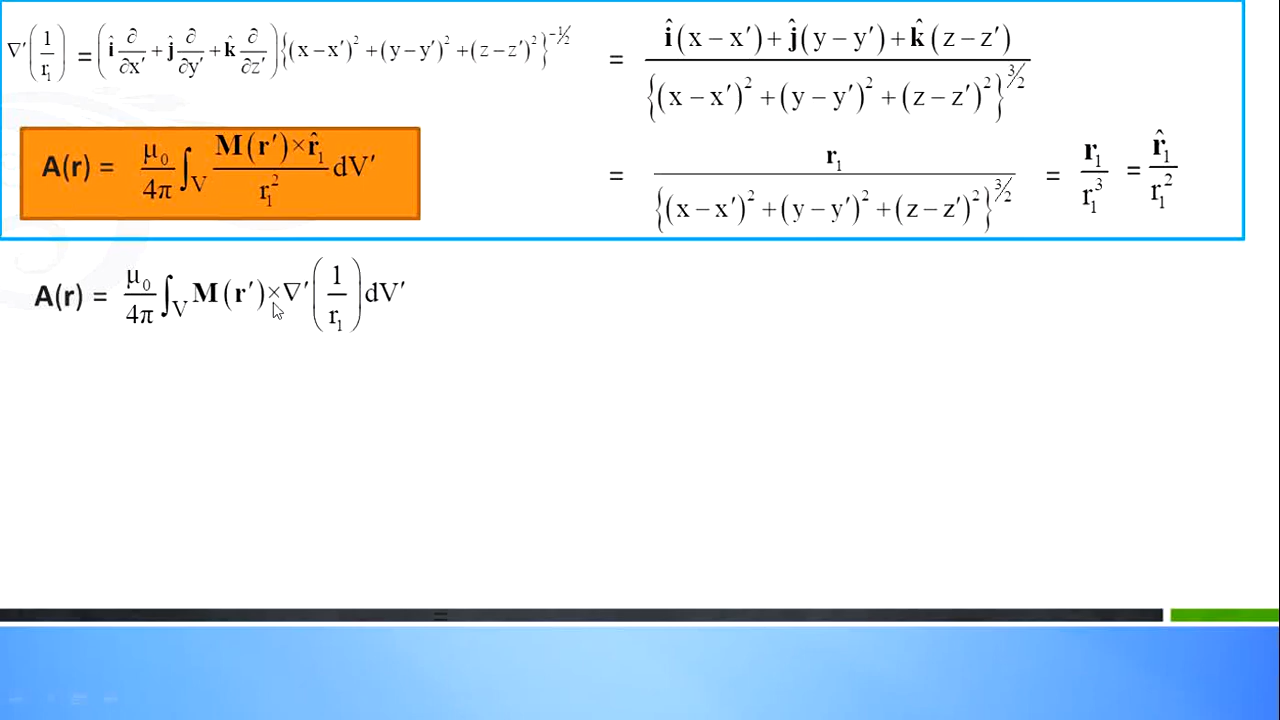 ∇′(1/r₁) = (î ∂/∂x′ + ĵ ∂/∂y′ + k̂ ∂/∂z′){(x−x′)² + (y−y′)² + (z−z′)²}^(−1/2) = (î(x−x′) + ĵ(y−y′) + k̂(z−z′)) / {(x−x′)² + (y−y′)² + (z−z′)²}^(3/2)
A(r) = μ₀/4π ∫_V (M(r′)×r̂₁)/r₁² dV′
= r₁ / {(x−x′)² + (y−y′)² + (z−z′)²}^(3/2) = r₁/r₁³ = r̂₁/r₁²
A(r) = μ₀/4π ∫_V M(r′)×∇′(1/r₁) dV′
=